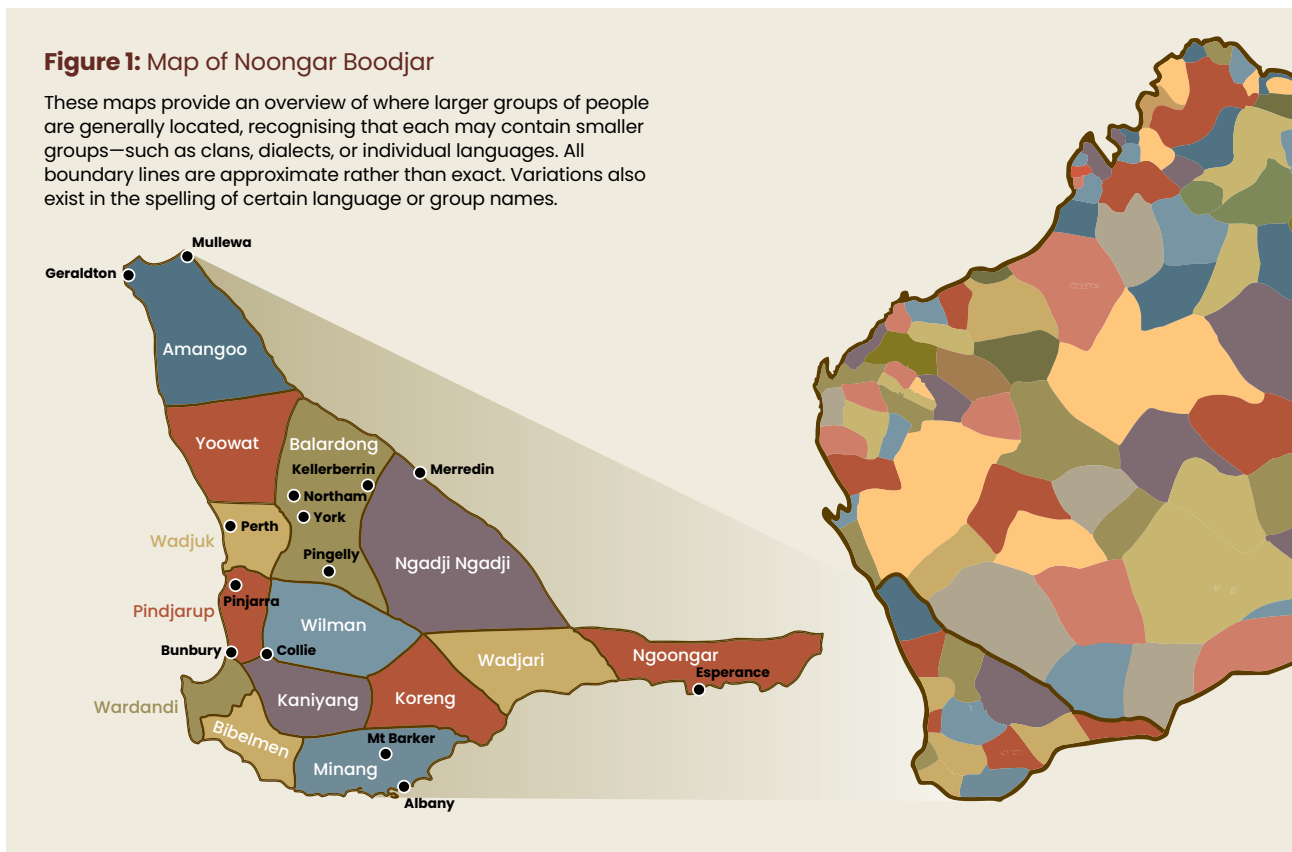 Figure 1: Map of Noongar Boodjar
These maps provide an overview of where larger groups of people
are generally located, recognising that each may contain smaller
groups—such as clans, dialects, or individual languages. All
boundary lines are approximate rather than exact. Variations also
exist in the spelling of certain language or group names.
Mullewa
Geraldton
Amangoo
Yoowat
Balardong
Kellerberrin
Merredin
Northam
York
Perth
Wadjuk
Pingelly
Ngadji Ngadji
Pinjarra
Pindjarup
Wilman
Bunbury
Collie
Wadjari
Ngoongar
Esperance
Kaniyang
Koreng
Wardandi
Bibelmen
Mt Barker
Minang
Albany